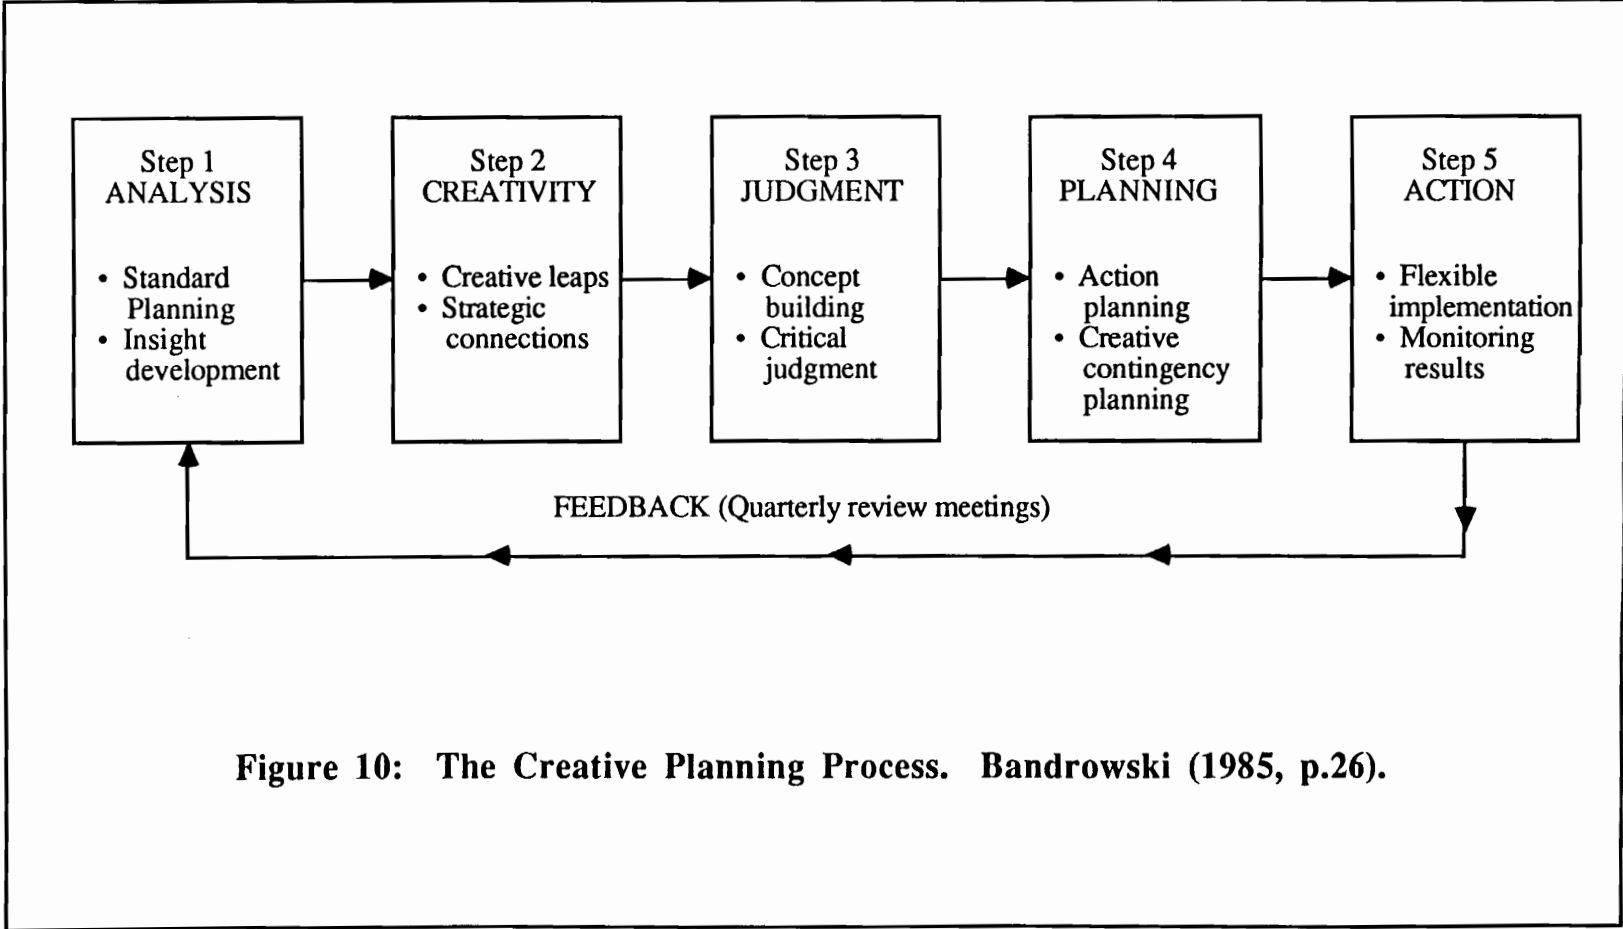 Step 1
ANALYSIS
• Standard
Planning
• Insight
development
Step 2
CREATIVITY
• Creative leaps
• Strategic
connections
Step 3
JUDGMENT
• Concept
building
• Critical
judgment
Step 4
PLANNING
• Action
planning
• Creative
contingency
planning
Step 5
ACTION
• Flexible
implementation
• Monitoring
results
FEEDBACK (Quarterly review meetings)
Figure 10: The Creative Planning Process. Bandrowski (1985, p.26).